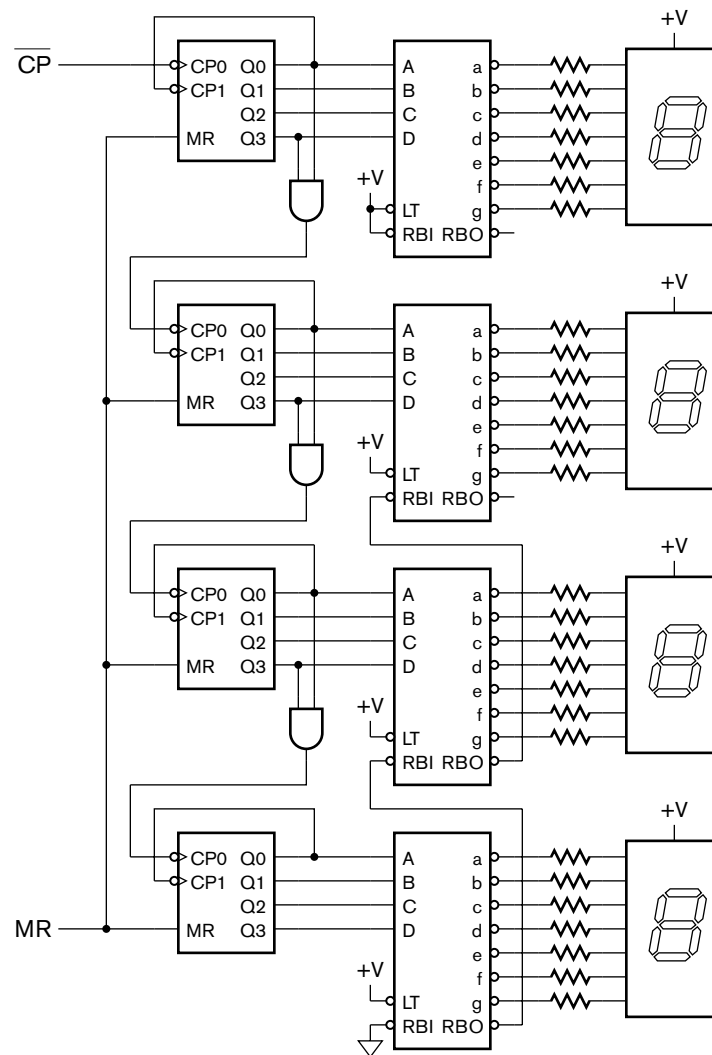 +V
CP CP0 Q0 A a
CP1 Q1 B b
Q2 C c
MR Q3 D d
e
+V f
LT g
RBI RBO
+V
CP0 Q0 A a
CP1 Q1 B b
Q2 C c
MR Q3 D d
e
+V f
LT g
RBI RBO
+V
CP0 Q0 A a
CP1 Q1 B b
Q2 C c
MR Q3 D d
e
+V f
LT g
RBI RBO
+V
CP0 Q0 A a
CP1 Q1 B b
Q2 C c
MR MR Q3 D d
e
+V f
LT g
RBI RBO